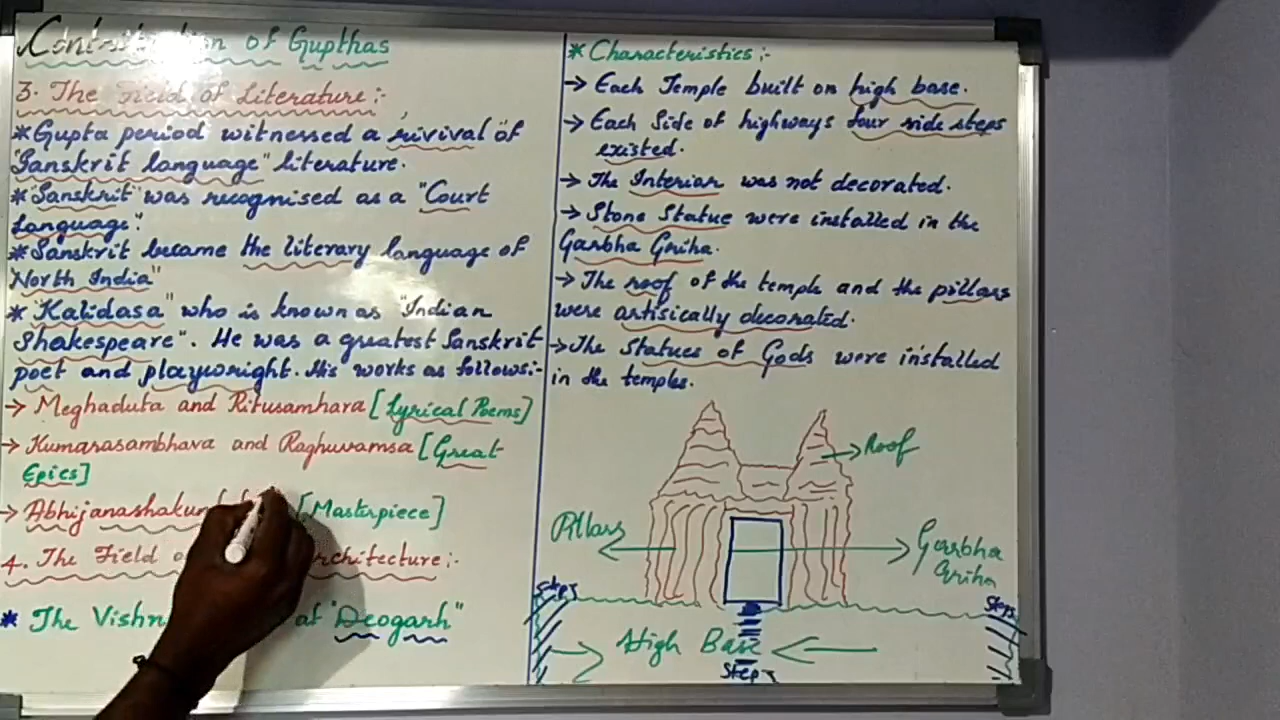 of Gupthas
3. The Field of Literature:-
*Gupta period witnessed a rivival of
"Sanskrit language" literature.
*"Sanskrit" was recognised as a "Court
Language".
*Sanskrit became the literary language of
North India"
*"Kalidasa" who is known as "Indian
Shakespeare". He was a greatest Sanskrit
poet and playwright. His works as follows:-
→ Meghaduta and Ritusamhara [Lyrical Poems]
→ Kumarasambhava and Raghuvamsa [Great
Epics]
→ [Masterpiece]
4. The Field
* The at "Deogarh"
* Characteristics:-
→ Each Temple built on high base.
→ Each Side of highways four side steps
existed.
→ The Interior was not decorated.
→ Stone Statue were installed in the
Garbha Griha.
→ The roof of the temple and the pillars
were artisically decorated.
→ The Statues of Gods were installed
in the temples.
Roof
Pillars
Garbha
Griha
Steps
Steps
High Base
Steps